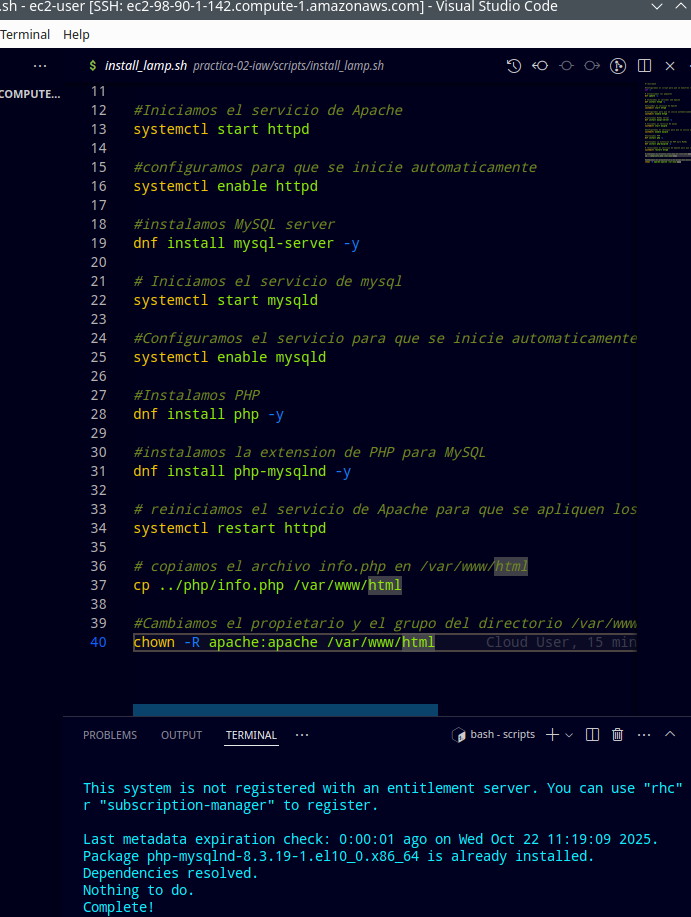 .sh - ec2-user [SSH: ec2-98-90-1-142.compute-1.amazonaws.com] - Visual Studio Code
Terminal Help
COMPUTE...
$ install_lamp.sh practica-02-iaw/scripts/install_lamp.sh
11
12 #Iniciamos el servicio de Apache
13 systemctl start httpd
14
15 #configuramos para que se inicie automaticamente
16 systemctl enable httpd
17
18 #instalamos MySQL server
19 dnf install mysql-server -y
20
21 # Iniciamos el servicio de mysql
22 systemctl start mysqld
23
24 #Configuramos el servicio para que se inicie automaticamente
25 systemctl enable mysqld
26
27 #Instalamos PHP
28 dnf install php -y
29
30 #instalamos la extension de PHP para MySQL
31 dnf install php-mysqlnd -y
32
33 # reiniciamos el servicio de Apache para que se apliquen los
34 systemctl restart httpd
35
36 # copiamos el archivo info.php en /var/www/html
37 cp ../php/info.php /var/www/html
38
39 #Cambiamos el propietario y el grupo del directorio /var/www
40 chown -R apache:apache /var/www/html Cloud User, 15 min
PROBLEMS OUTPUT TERMINAL ··· bash - scripts
This system is not registered with an entitlement server. You can use "rhc"
r "subscription-manager" to register.
Last metadata expiration check: 0:00:01 ago on Wed Oct 22 11:19:09 2025.
Package php-mysqlnd-8.3.19-1.el10_0.x86_64 is already installed.
Dependencies resolved.
Nothing to do.
Complete!